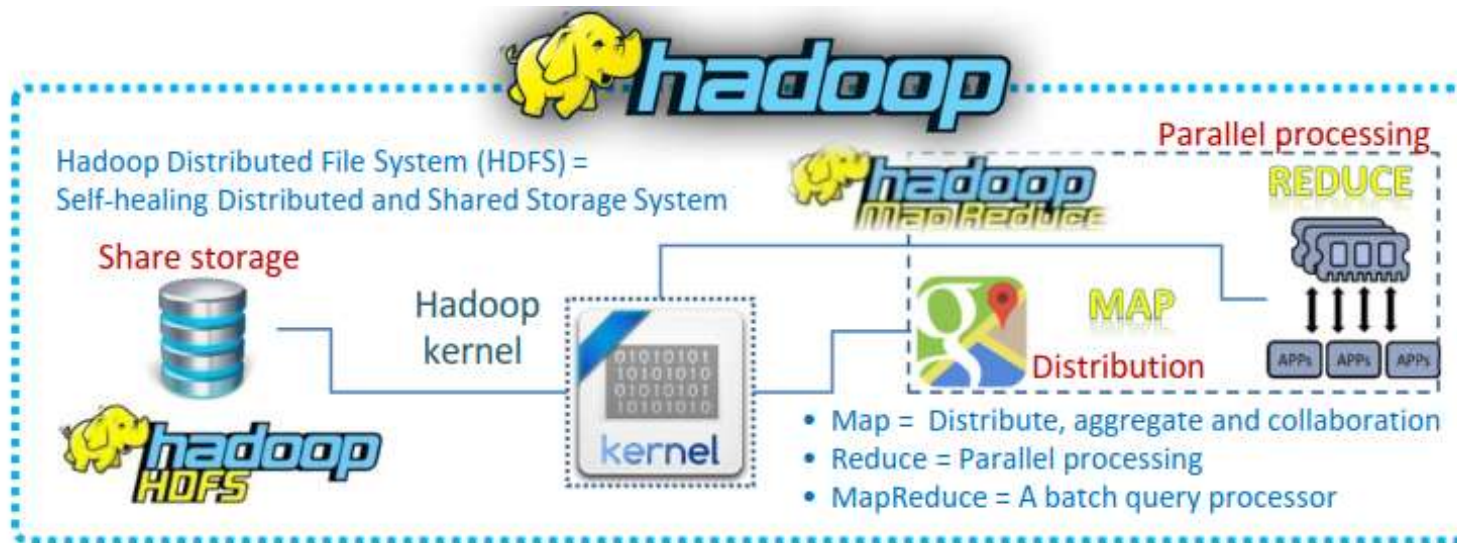 hadoop
Hadoop Distributed File System (HDFS) =
Self-healing Distributed and Shared Storage System
Share storage
hadoop
HDFS
Hadoop
kernel
01010101
10101010
01010101
10101010
kernel
hadoop
Map Reduce
Parallel processing
REDUCE
g
MAP
Distribution
APPs
APPs
APPs
• Map = Distribute, aggregate and collaboration
• Reduce = Parallel processing
• MapReduce = A batch query processor